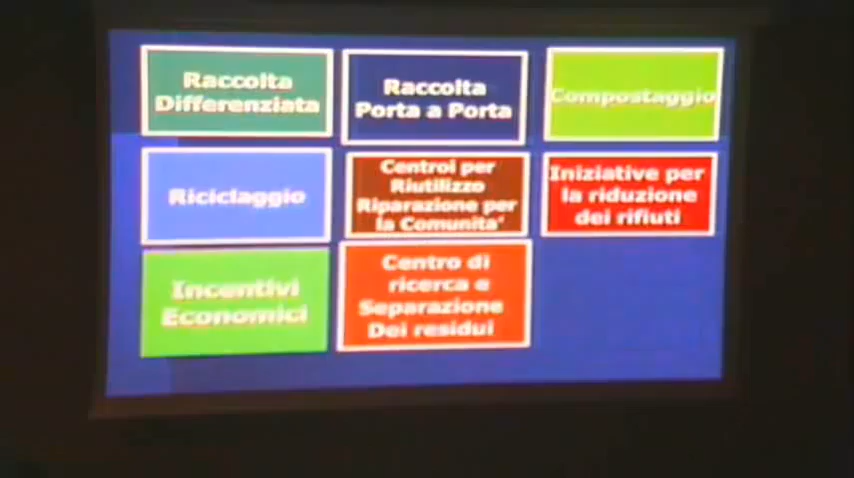 Raccolta
Differenziata
Raccolta
Porta a Porta
Compostaggio
Riciclaggio
Centroi per
Riutilizzo
Riparazione per
la Comunita'
Iniziative per
la riduzione
dei rifiuti
Incentivi
Economici
Centro di
ricerca e
Separazione
Dei residui